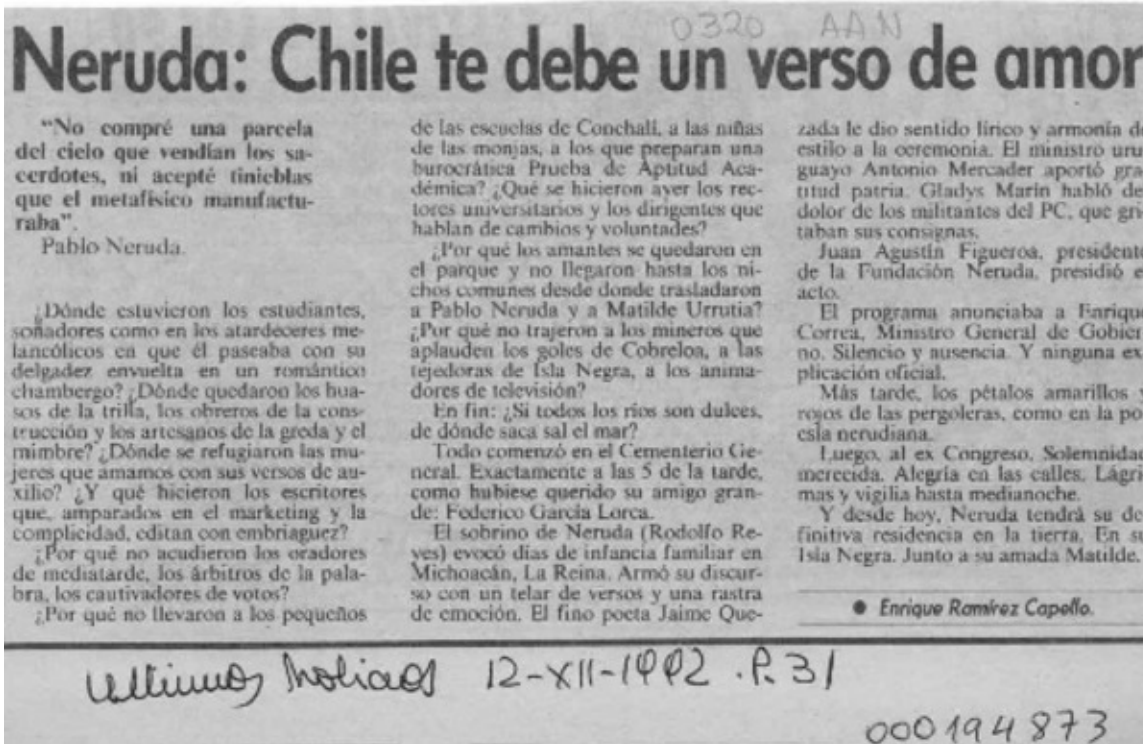 0320 AAN
Neruda: Chile te debe un verso de amor
"No compré una parcela
del cielo que vendían los sa-
cerdotes, ni acepté tinieblas
que el metafísico manufactu-
raba".
Pablo Neruda.
¿Dónde estuvieron los estudiantes,
soñadores como en los atardeceres me-
lancólicos en que él paseaba con su
delgadez envuelta en un romántico
chambergo? ¿Dónde quedaron los hua-
sos de la trilla, los obreros de la cons-
trucción y los artesanos de la greda y el
mimbre? ¿Dónde se refugiaron las mu-
jeres que amamos con sus versos de au-
xilio? ¿Y qué hicieron los escritores
que, amparados en el marketing y la
complicidad, editan con embriaguez?
¿Por qué no acudieron los oradores
de mediatarde, los árbitros de la pala-
bra, los cautivadores de votos?
¿Por qué no llevaron a los pequeños
de las escuelas de Conchalí, a las niñas
de las monjas, a los que preparan una
burocrática Prueba de Aptitud Aca-
démica? ¿Qué se hicieron ayer los rec-
tores universitarios y los dirigentes que
hablan de cambios y voluntades?
¿Por qué los amantes se quedaron en
el parque y no llegaron hasta los ni-
chos comunes desde donde trasladaron
a Pablo Neruda y a Matilde Urrutia?
¿Por qué no trajeron a los mineros que
aplauden los goles de Cobreloa, a las
tejedoras de Isla Negra, a los anima-
dores de televisión?
En fin: ¿Si todos los ríos son dulces,
de dónde saca sal el mar?
Todo comenzó en el Cementerio Ge-
neral. Exactamente a las 5 de la tarde,
como hubiese querido su amigo gran-
de: Federico García Lorca.
El sobrino de Neruda (Rodolfo Re-
yes) evocó días de infancia familiar en
Michoacán, La Reina. Armó su discur-
so con un telar de versos y una rastra
de emoción. El fino poeta Jaime Que-
zada le dio sentido lírico y armonía d
estilo a la ceremonia. El ministro uru
guayo Antonio Mercader aportó gra
titud patria. Gladys Marín habló de
dolor de los militantes del PC, que gri
taban sus consignas.
Juan Agustín Figueroa, presidente
de la Fundación Neruda, presidió e
acto.
El programa anunciaba a Enriqu
Correa, Ministro General de Gobier
no. Silencio y ausencia. Y ninguna ex
plicación oficial.
Más tarde, los pétalos amarillos
rojos de las pergoleras, como en la po
esía nerudiana.
Luego, al ex Congreso. Solemnidad
merecida. Alegría en las calles. Lágri
mas y vigilia hasta medianoche.
Y desde hoy, Neruda tendrá su de
finitiva residencia en la tierra. En su
Isla Negra. Junto a su amada Matilde.
● Enrique Ramírez Capello.
Ultimas Noticias 12-XII-1992 . P. 31
000194873